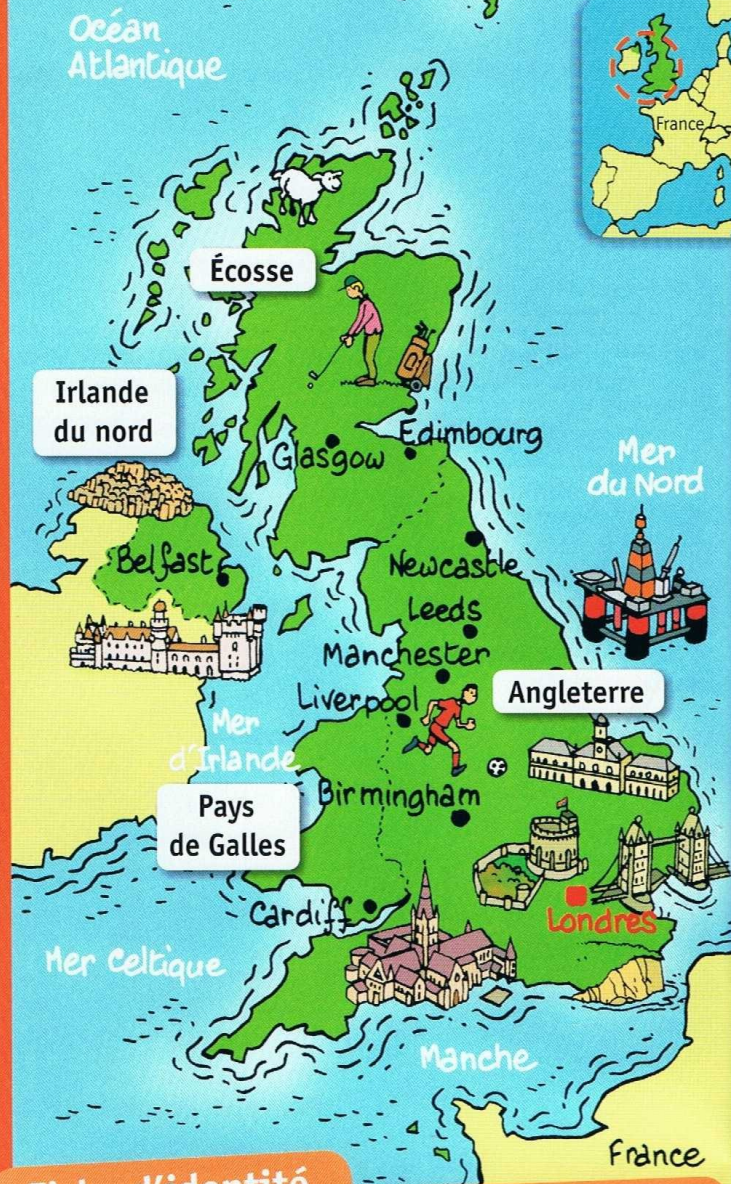 Océan
Atlantique
France
Écosse
Irlande
du nord
Edimbourg
Glasgow
Mer
du Nord
Belfast
Newcastle
Leeds
Manchester
Liverpool
Angleterre
Mer
d'Irlande
Birmingham
Pays
de Galles
Cardiff
Londres
Mer Celtique
Manche
France
d'identité